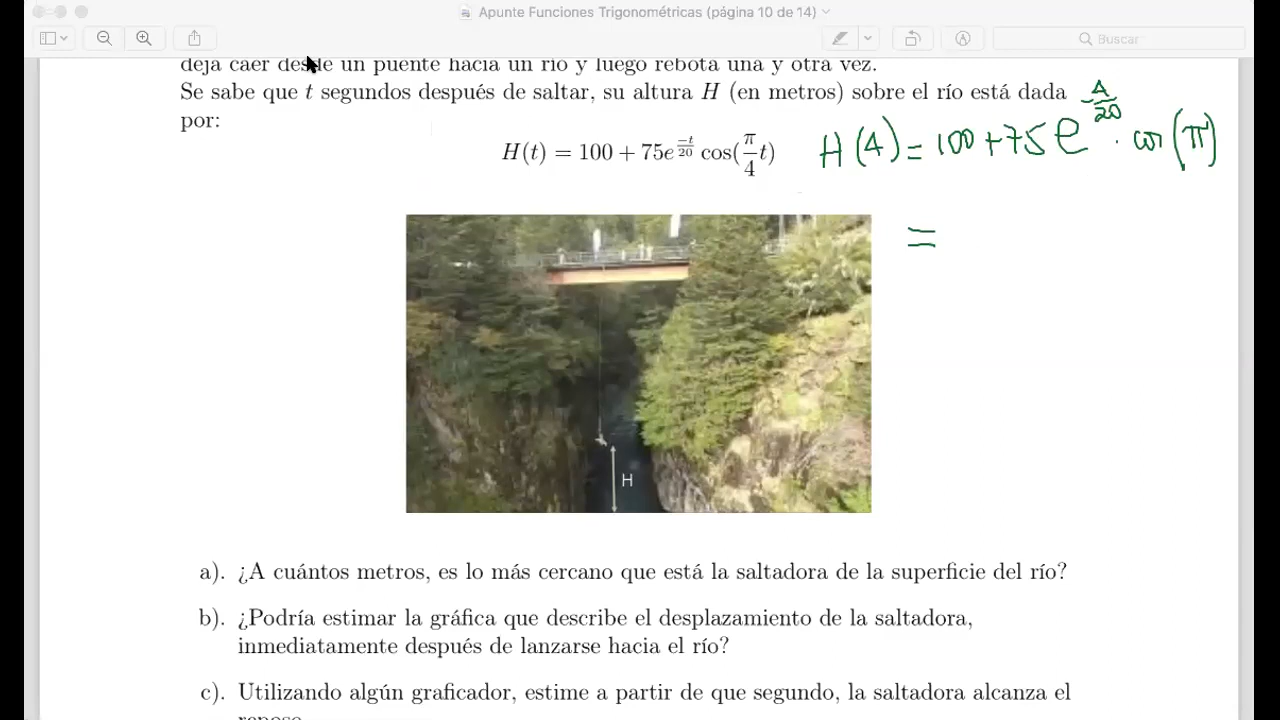 Apunte Funciones Trigonométricas (página 10 de 14)
Buscar
deja caer desde un puente hacia un río y luego rebota una y otra vez.
Se sabe que t segundos después de saltar, su altura H (en metros) sobre el río está dada
por:
H(t) = 100 + 75e^{\frac{-t}{20}} cos(\frac{π}{4}t)
H(4) = 100 + 75 e^{-\frac{4}{20}} · cos(π)
=
H
a). ¿A cuántos metros, es lo más cercano que está la saltadora de la superficie del río?
b). ¿Podría estimar la gráfica que describe el desplazamiento de la saltadora,
inmediatamente después de lanzarse hacia el río?
c). Utilizando algún graficador, estime a partir de que segundo, la saltadora alcanza el
reposo